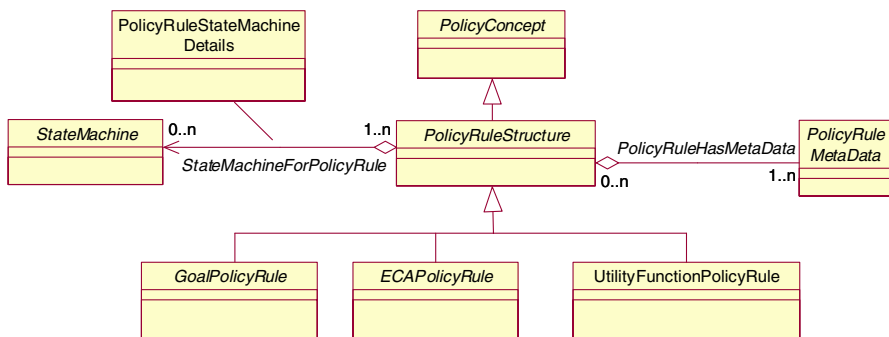 PolicyRuleStateMachine
Details
PolicyConcept
StateMachine
0..n
1..n
StateMachineForPolicyRule
PolicyRuleStructure
PolicyRuleHasMetaData
0..n
1..n
PolicyRule
MetaData
GoalPolicyRule
ECAPolicyRule
UtilityFunctionPolicyRule